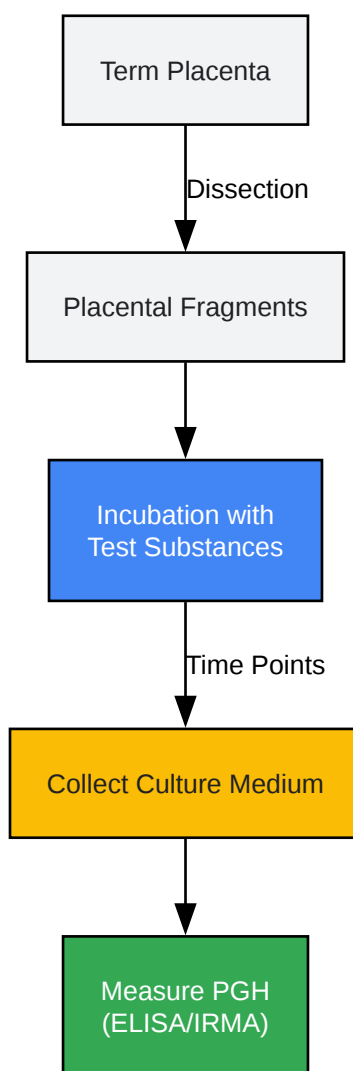 Term Placenta
Dissection
Placental Fragments
Incubation with
Test Substances
Time Points
Collect Culture Medium
Measure PGH
(ELISA/IRMA)